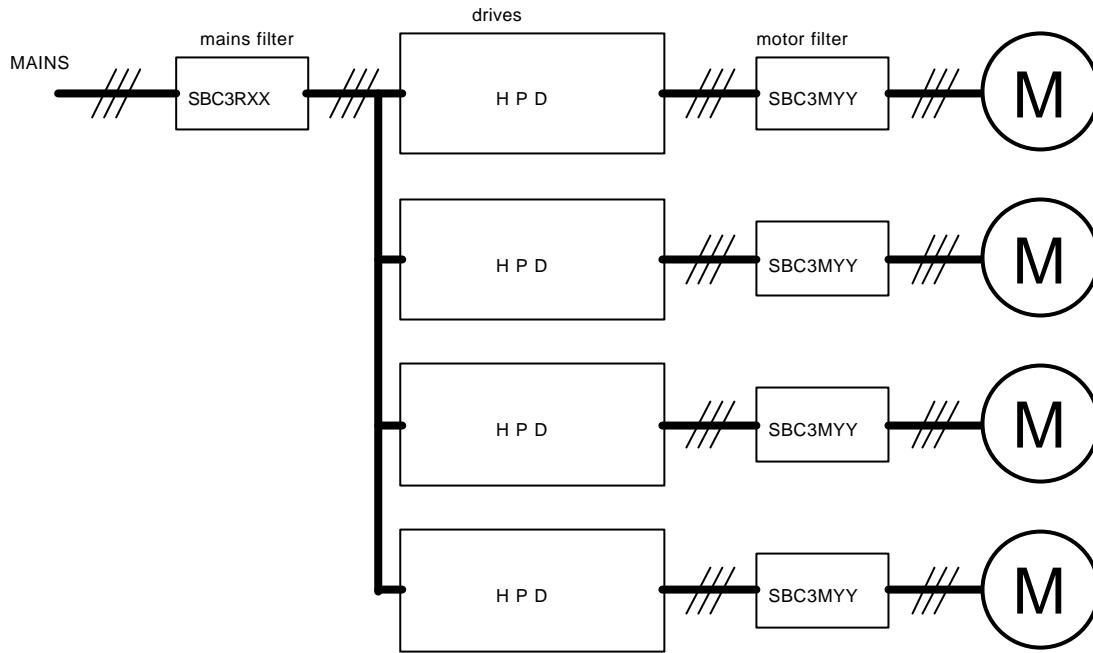 drives
mains filter
motor filter
MAINS
SBC3RXX
H P D
SBC3MYY
M
H P D
SBC3MYY
M
H P D
SBC3MYY
M
H P D
SBC3MYY
M